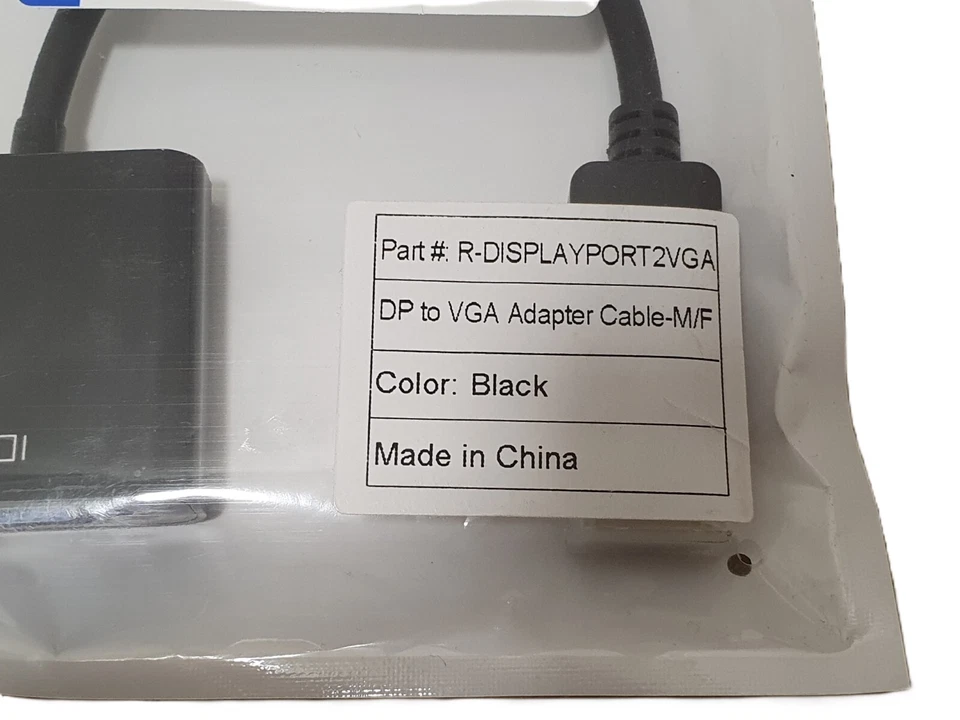 Part #: R-DISPLAYPORT2VGA
DP to VGA Adapter Cable-M/F
Color: Black
Made in China